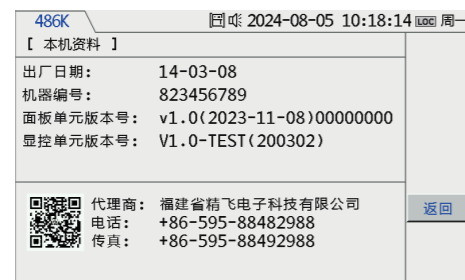 486K 2024-08-05 10:18:14 LOC 周一
【 本机资料 】
出厂日期: 14-03-08
机器编号: 823456789
面板单元版本号: v1.0(2023-11-08)00000000
显控单元版本号: V1.0-TEST(200302)
代理商: 福建省精飞电子科技有限公司
电话: +86-595-88482988
传真: +86-595-88492988
返回